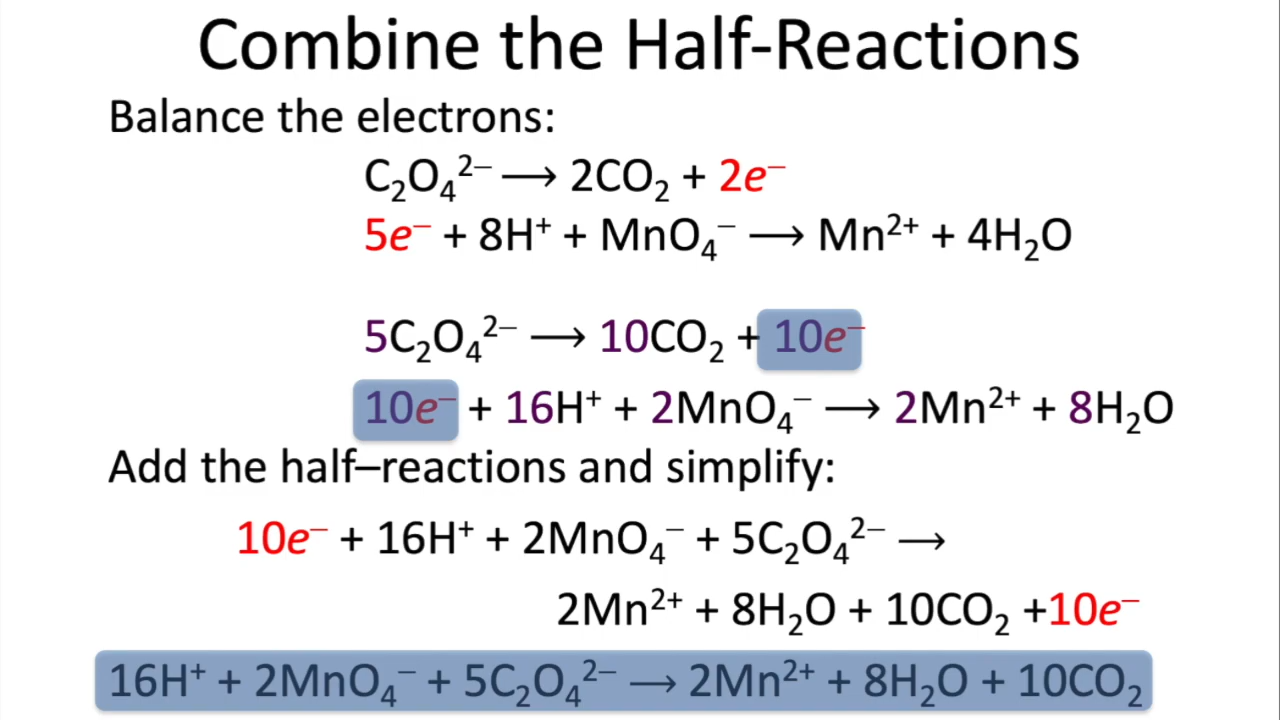 Combine the Half-Reactions
Balance the electrons:
C₂O₄²⁻ ⟶ 2CO₂ + 2e⁻
5e⁻ + 8H⁺ + MnO₄⁻ ⟶ Mn²⁺ + 4H₂O
5C₂O₄²⁻ ⟶ 10CO₂ + 10e⁻
10e⁻ + 16H⁺ + 2MnO₄⁻ ⟶ 2Mn²⁺ + 8H₂O
Add the half–reactions and simplify:
10e⁻ + 16H⁺ + 2MnO₄⁻ + 5C₂O₄²⁻ ⟶
2Mn²⁺ + 8H₂O + 10CO₂ +10e⁻
16H⁺ + 2MnO₄⁻ + 5C₂O₄²⁻ ⟶ 2Mn²⁺ + 8H₂O + 10CO₂